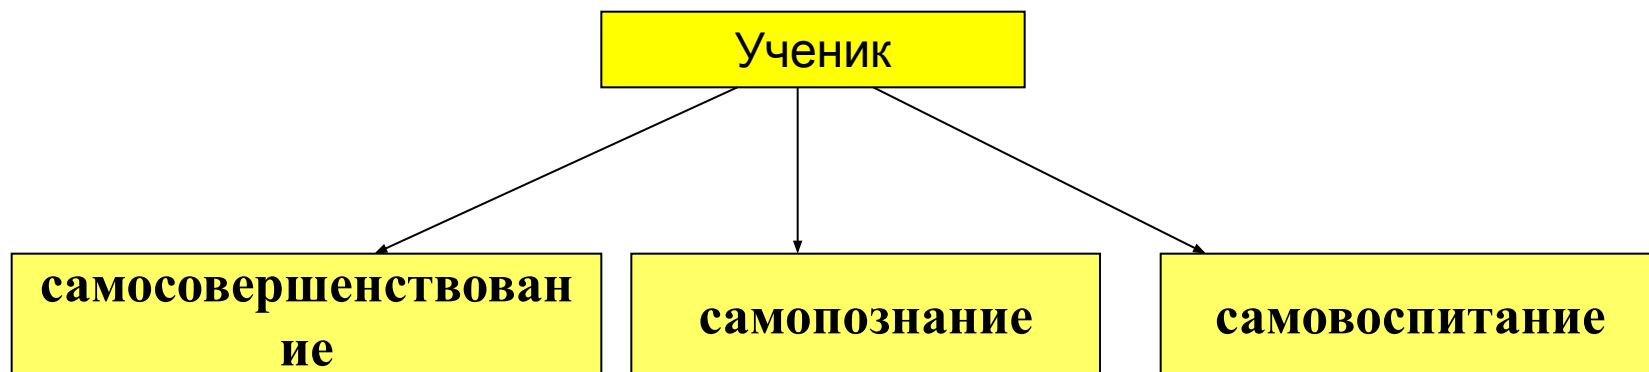 Ученик
самосовершенствован
ие
самопознание
самовоспитание